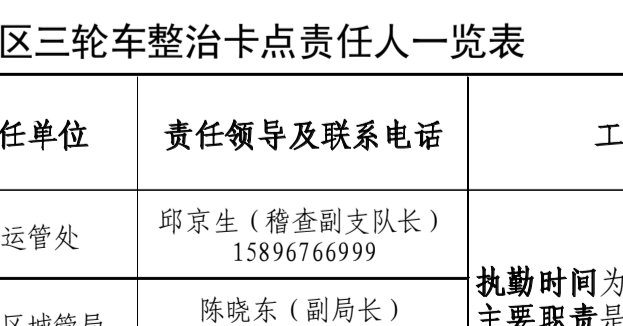 区三轮车整治卡点责任人一览表
任单位
责任领导及联系电话
工
运管处
邱京生（稽查副支队长）
15896766999
执勤时间为
主要职责是
区城管局
陈晓东（副局长）